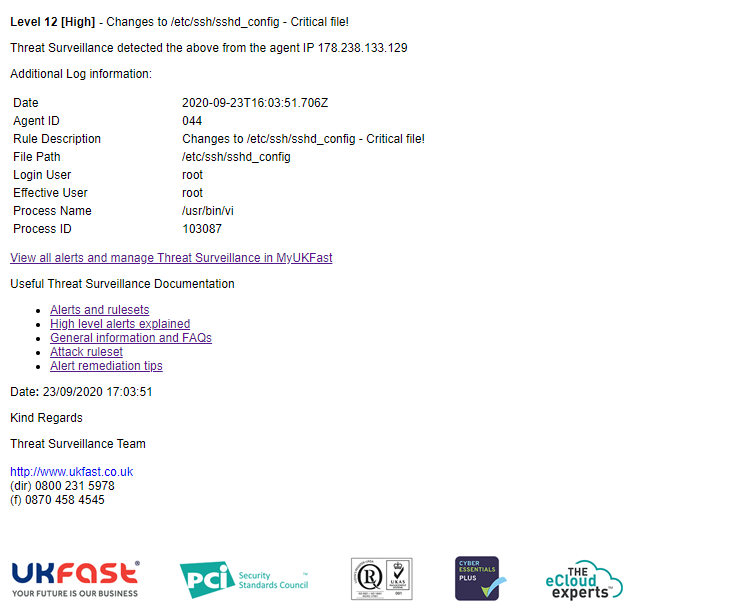 Level 12 [High] - Changes to /etc/ssh/sshd_config - Critical file!
Threat Surveillance detected the above from the agent IP 178.238.133.129
Additional Log information:
Date 2020-09-23T16:03:51.706Z
Agent ID 044
Rule Description Changes to /etc/ssh/sshd_config - Critical file!
File Path /etc/ssh/sshd_config
Login User root
Effective User root
Process Name /usr/bin/vi
Process ID 103087
View all alerts and manage Threat Surveillance in MyUKFast
Useful Threat Surveillance Documentation
Alerts and rulesets
High level alerts explained
General information and FAQs
Attack ruleset
Alert remediation tips
Date: 23/09/2020 17:03:51
Kind Regards
Threat Surveillance Team
http://www.ukfast.co.uk
(dir) 0800 231 5978
(f) 0870 458 4545
UKFAST®
YOUR FUTURE IS OUR BUSINESS
PCi Security Standards Council ™
R
UKAS
001
CYBER ESSENTIALS PLUS
THE eCloud experts™